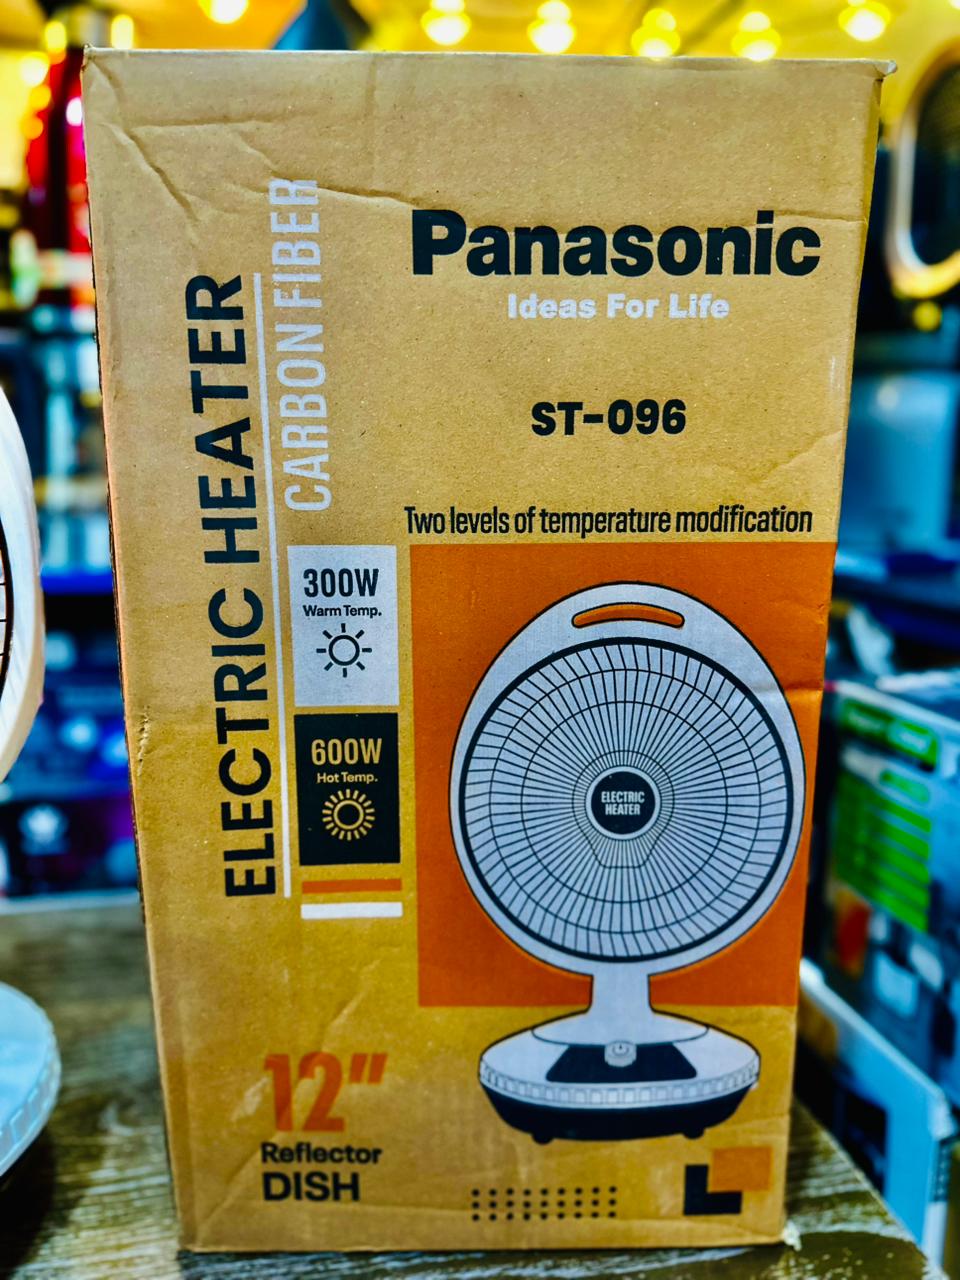 Panasonic
Ideas For Life
ST-096
ELECTRIC HEATER
CARBON FIBER
Two levels of temperature modification
300W
Warm Temp.
600W
Hot Temp.
ELECTRIC
HEATER
12"
Reflector
DISH